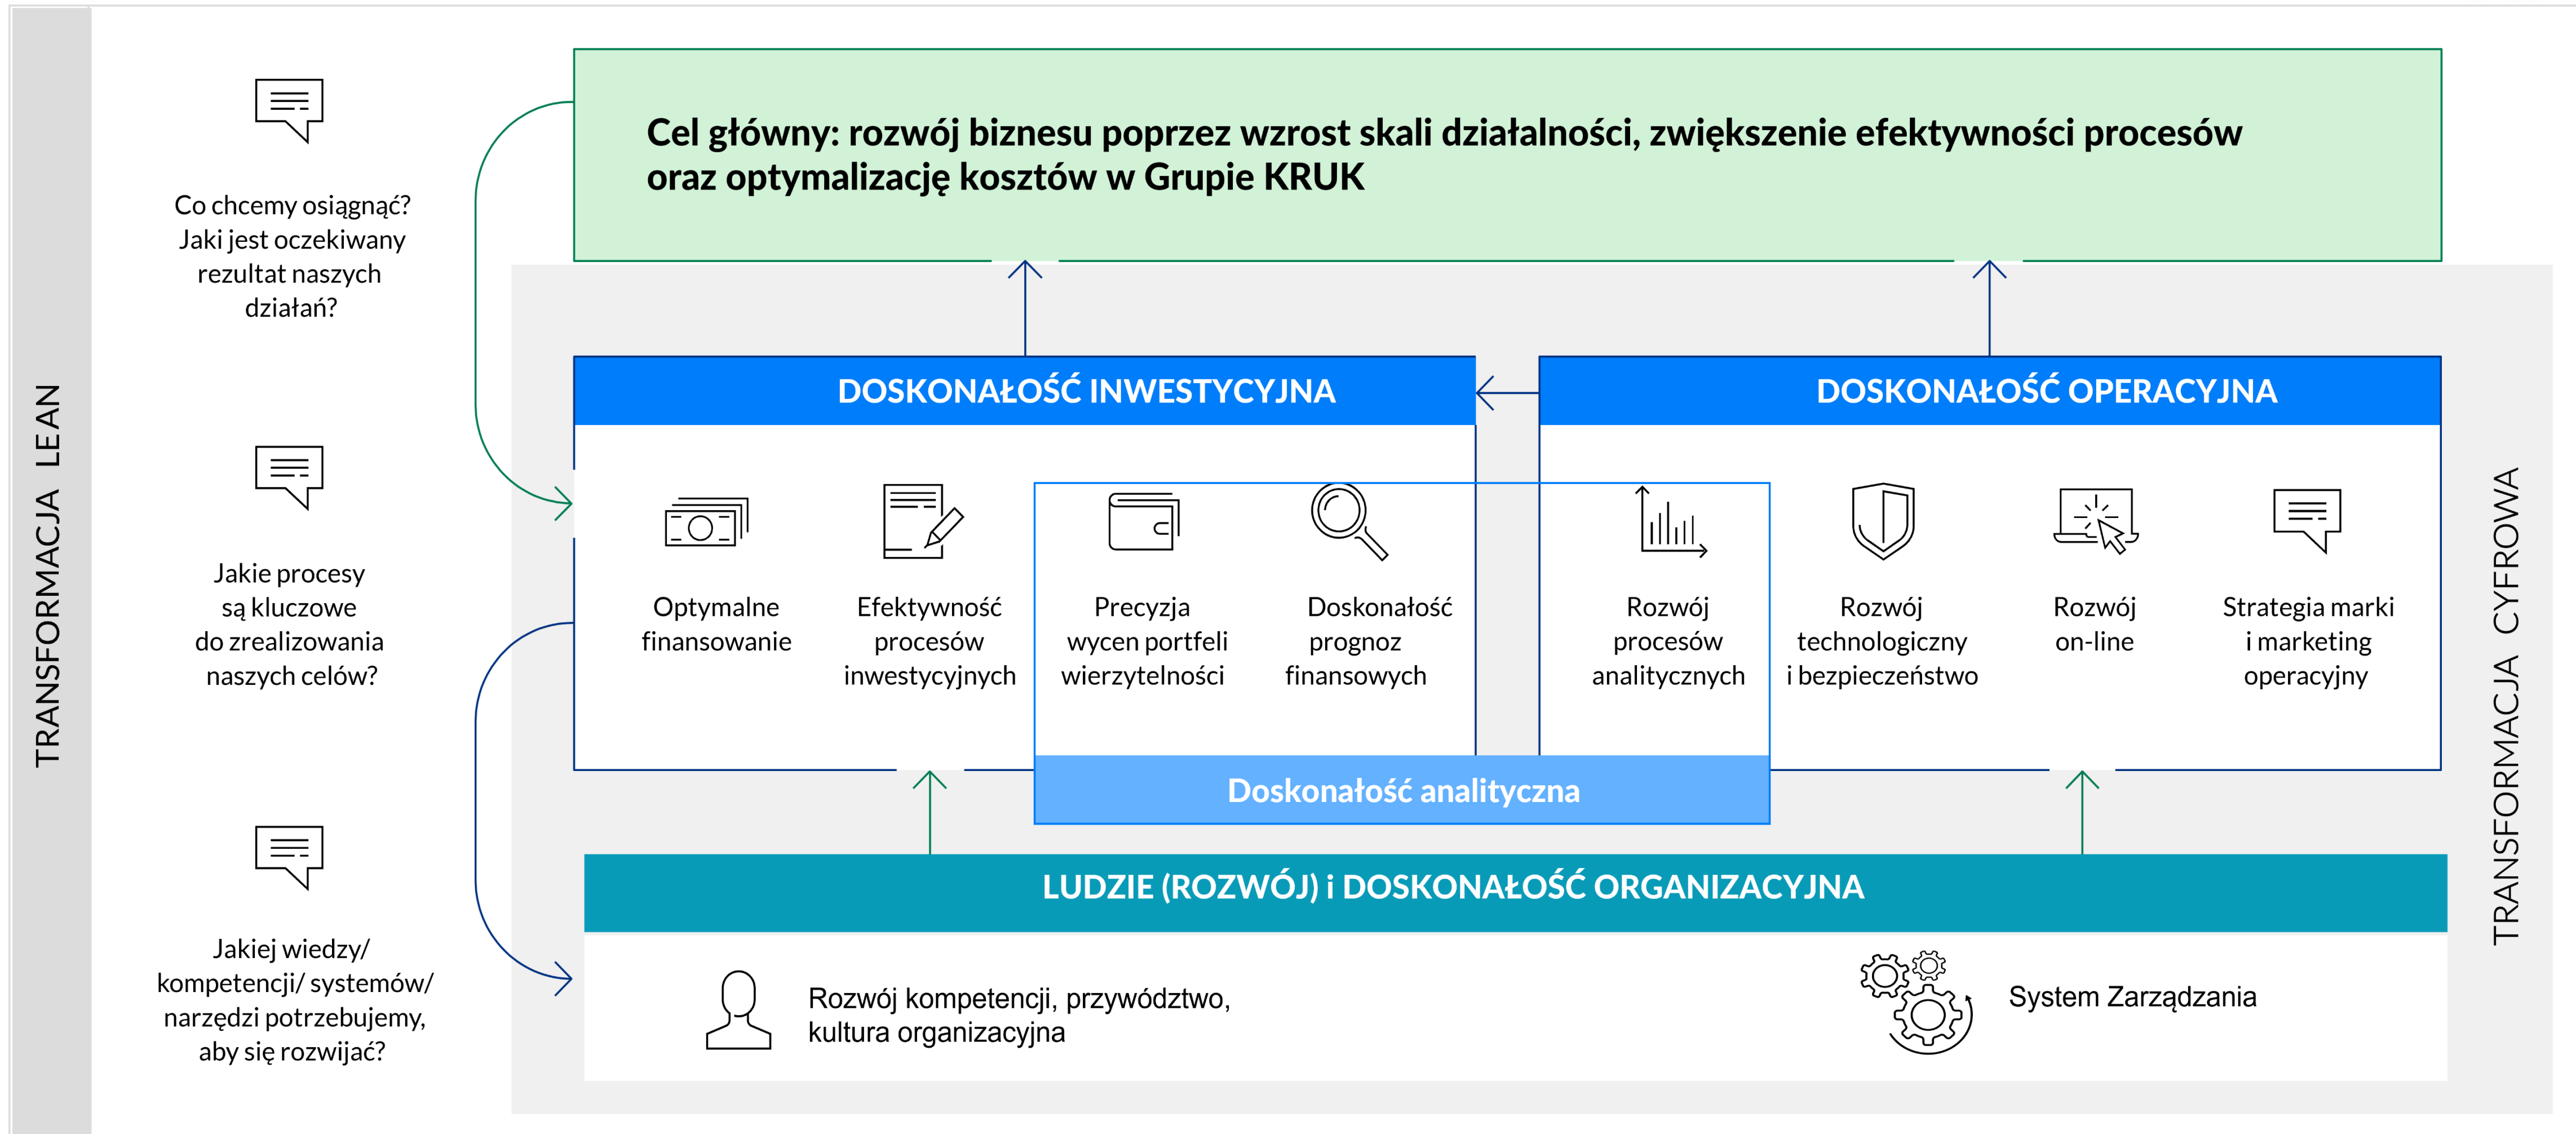 TRANSFORMACJA LEAN
Co chcemy osiągnąć?
Jaki jest oczekiwany
rezultat naszych
działań?
Jakie procesy
są kluczowe
do zrealizowania
naszych celów?
Jakiej wiedzy/
kompetencji/ systemów/
narzędzi potrzebujemy,
aby się rozwijać?
Cel główny: rozwój biznesu poprzez wzrost skali działalności, zwiększenie efektywności procesów
oraz optymalizację kosztów w Grupie KRUK
DOSKONAŁOŚĆ INWESTYCYJNA
Optymalne
finansowanie
Efektywność
procesów
inwestycyjnych
Precyzja
wycen portfeli
wierzytelności
Doskonałość
prognoz
finansowych
DOSKONAŁOŚĆ OPERACYJNA
Rozwój
procesów
analitycznych
Rozwój
technologiczny
i bezpieczeństwo
Rozwój
on-line
Strategia marki
i marketing
operacyjny
Doskonałość analityczna
LUDZIE (ROZWÓJ) i DOSKONAŁOŚĆ ORGANIZACYJNA
Rozwój kompetencji, przywództwo,
kultura organizacyjna
System Zarządzania
TRANSFORMACJA CYFROWA